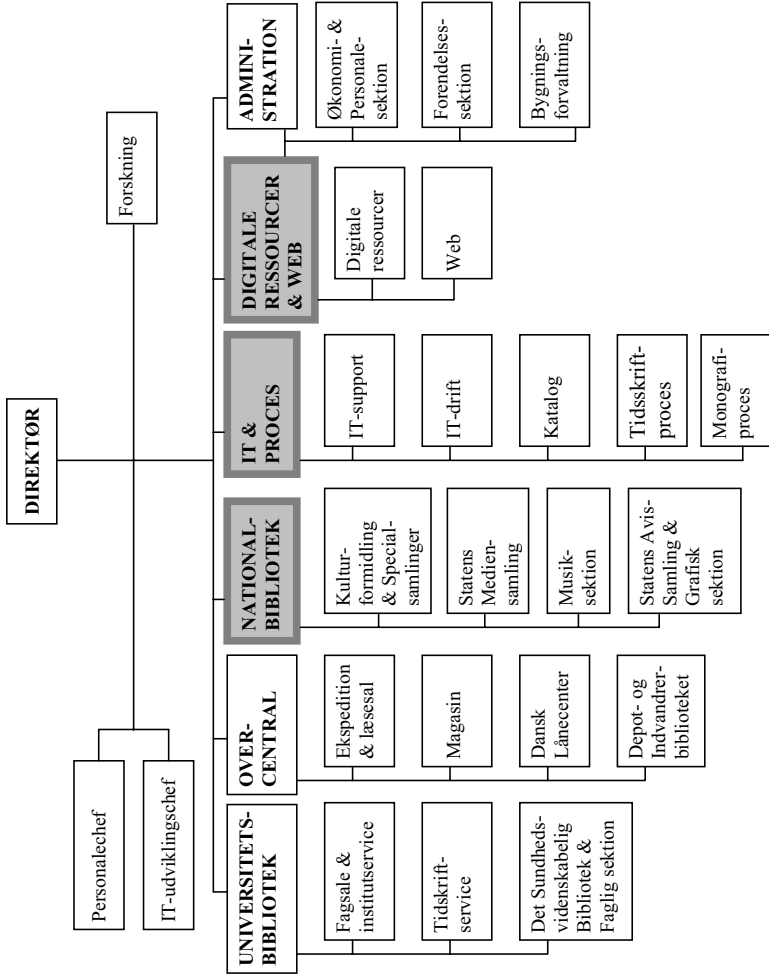 DIREKTØR
Personalechef
IT-udviklingschef
Forskning
UNIVERSITETS-
BIBLIOTEK
Fagsale &
institutservice
Tidskrift-
service
Det Sundheds-
videnskabelig
Bibliotek &
Faglig sektion
OVER-
CENTRAL
Ekspedition
& læsesal
Magasin
Dansk
Lånecenter
Depot- og
Indvandrer-
biblioteket
NATIONAL-
BIBLIOTEK
Kultur-
formidling
& Special-
samlinger
Statens
Medien-
samling
Musik-
sektion
Statens Avis-
Samling &
Grafisk
sektion
IT &
PROCES
IT-support
IT-drift
Katalog
Tidsskrift-
proces
Monografi-
proces
DIGITALE
RESSOURCER
& WEB
Digitale
ressourcer
Web
ADMINI-
STRATION
Økonomi- &
Personale-
sektion
Forendelses-
sektion
Bygnings-
forvaltning